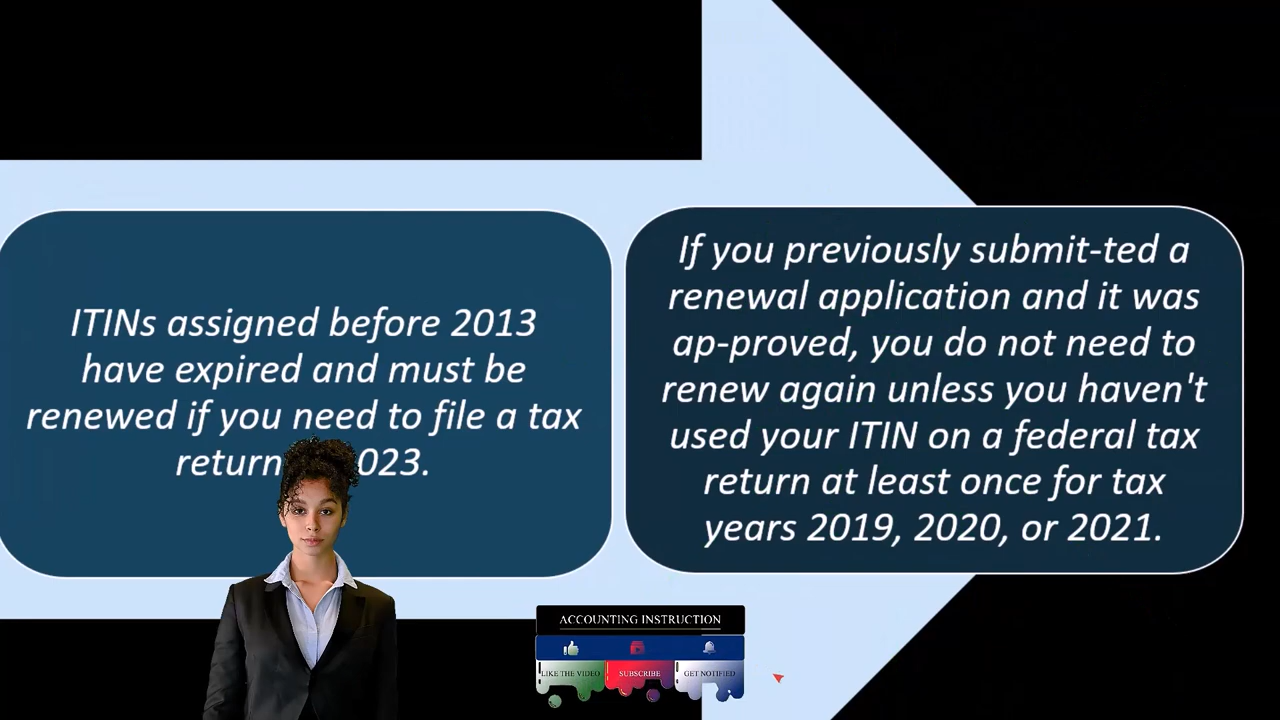 ITINs assigned before 2013
have expired and must be
renewed if you need to file a tax
return 023.
If you previously submit-ted a
renewal application and it was
ap-proved, you do not need to
renew again unless you haven't
used your ITIN on a federal tax
return at least once for tax
years 2019, 2020, or 2021.
ACCOUNTING INSTRUCTION
LIKE THE VIDEO SUBSCRIBE GET NOTIFIED